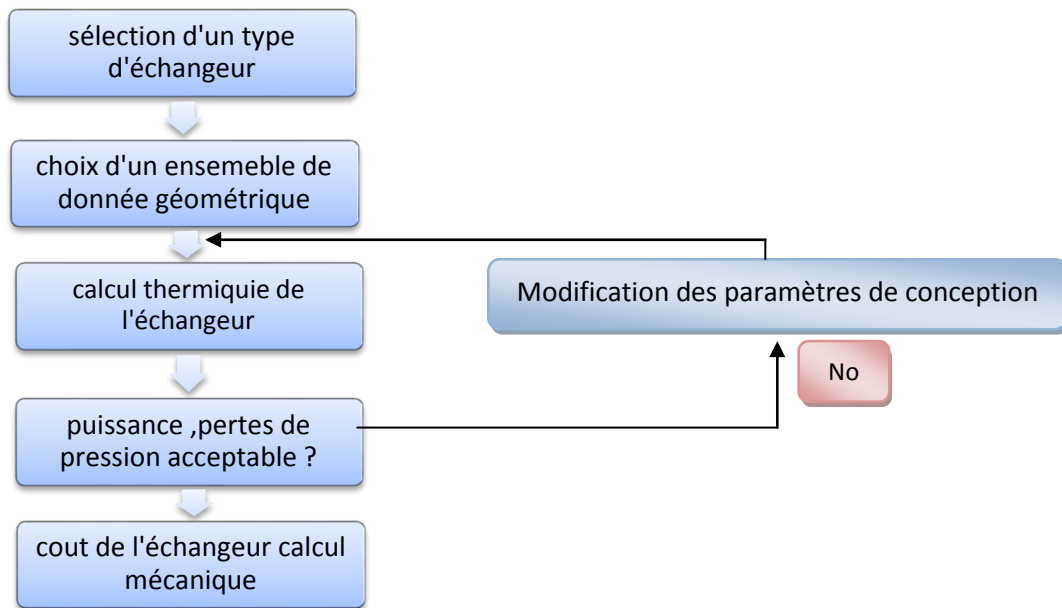 sélection d'un type
d'échangeur
choix d'un ensemeble de
donnée géométrique
calcul thermiquie de
l'échangeur
Modification des paramètres de conception
No
puissance ,pertes de
pression acceptable ?
cout de l'échangeur calcul
mécanique